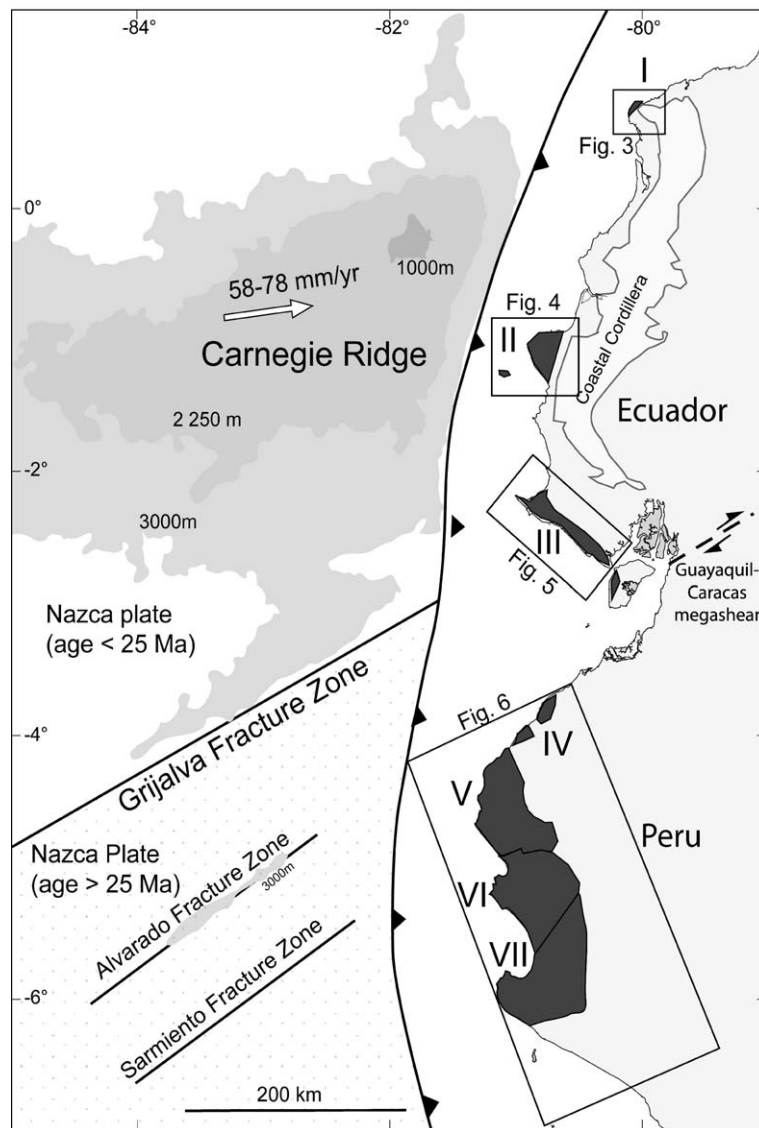 -84°
-82°
-80°
I
Fig. 3
0°
1000m
58-78 mm/yr
Fig. 4
II
Carnegie Ridge
Coastal Cordillera
Ecuador
2 250 m
-2°
3000m
III
Fig. 5
Guayaquil-
Caracas
megashear
Nazca plate
(age < 25 Ma)
Grijalva Fracture Zone
Fig. 6
-4°
IV
V
Peru
Nazca Plate
(age > 25 Ma)
Alvarado Fracture Zone
3000m
VI
VII
Sarmiento Fracture Zone
-6°
200 km